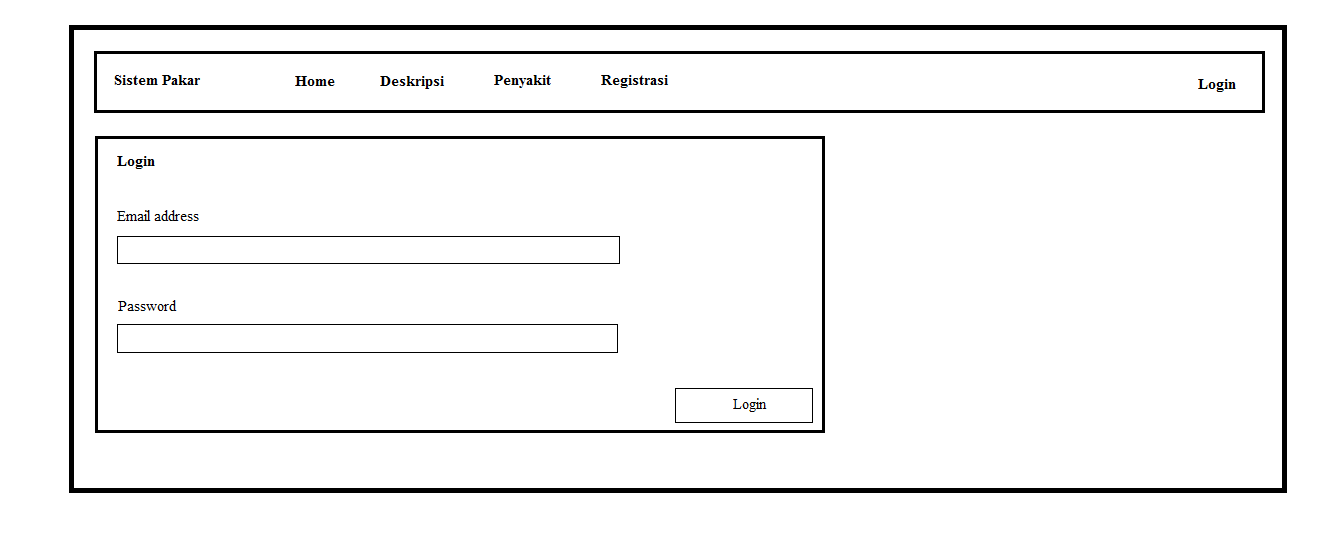 Sistem Pakar Home Deskripsi Penyakit Registrasi Login
Login
Email address
Password
Login